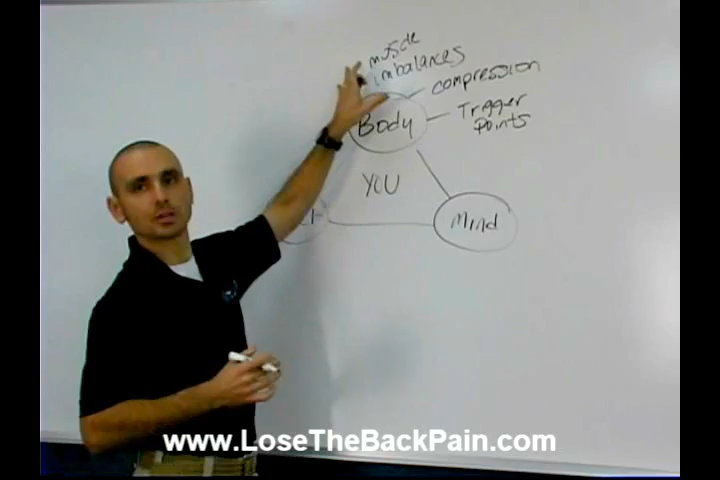 muscle
imbalances
compression
Body
Trigger
Points
YOU
Mind
www.LoseTheBackPain.com